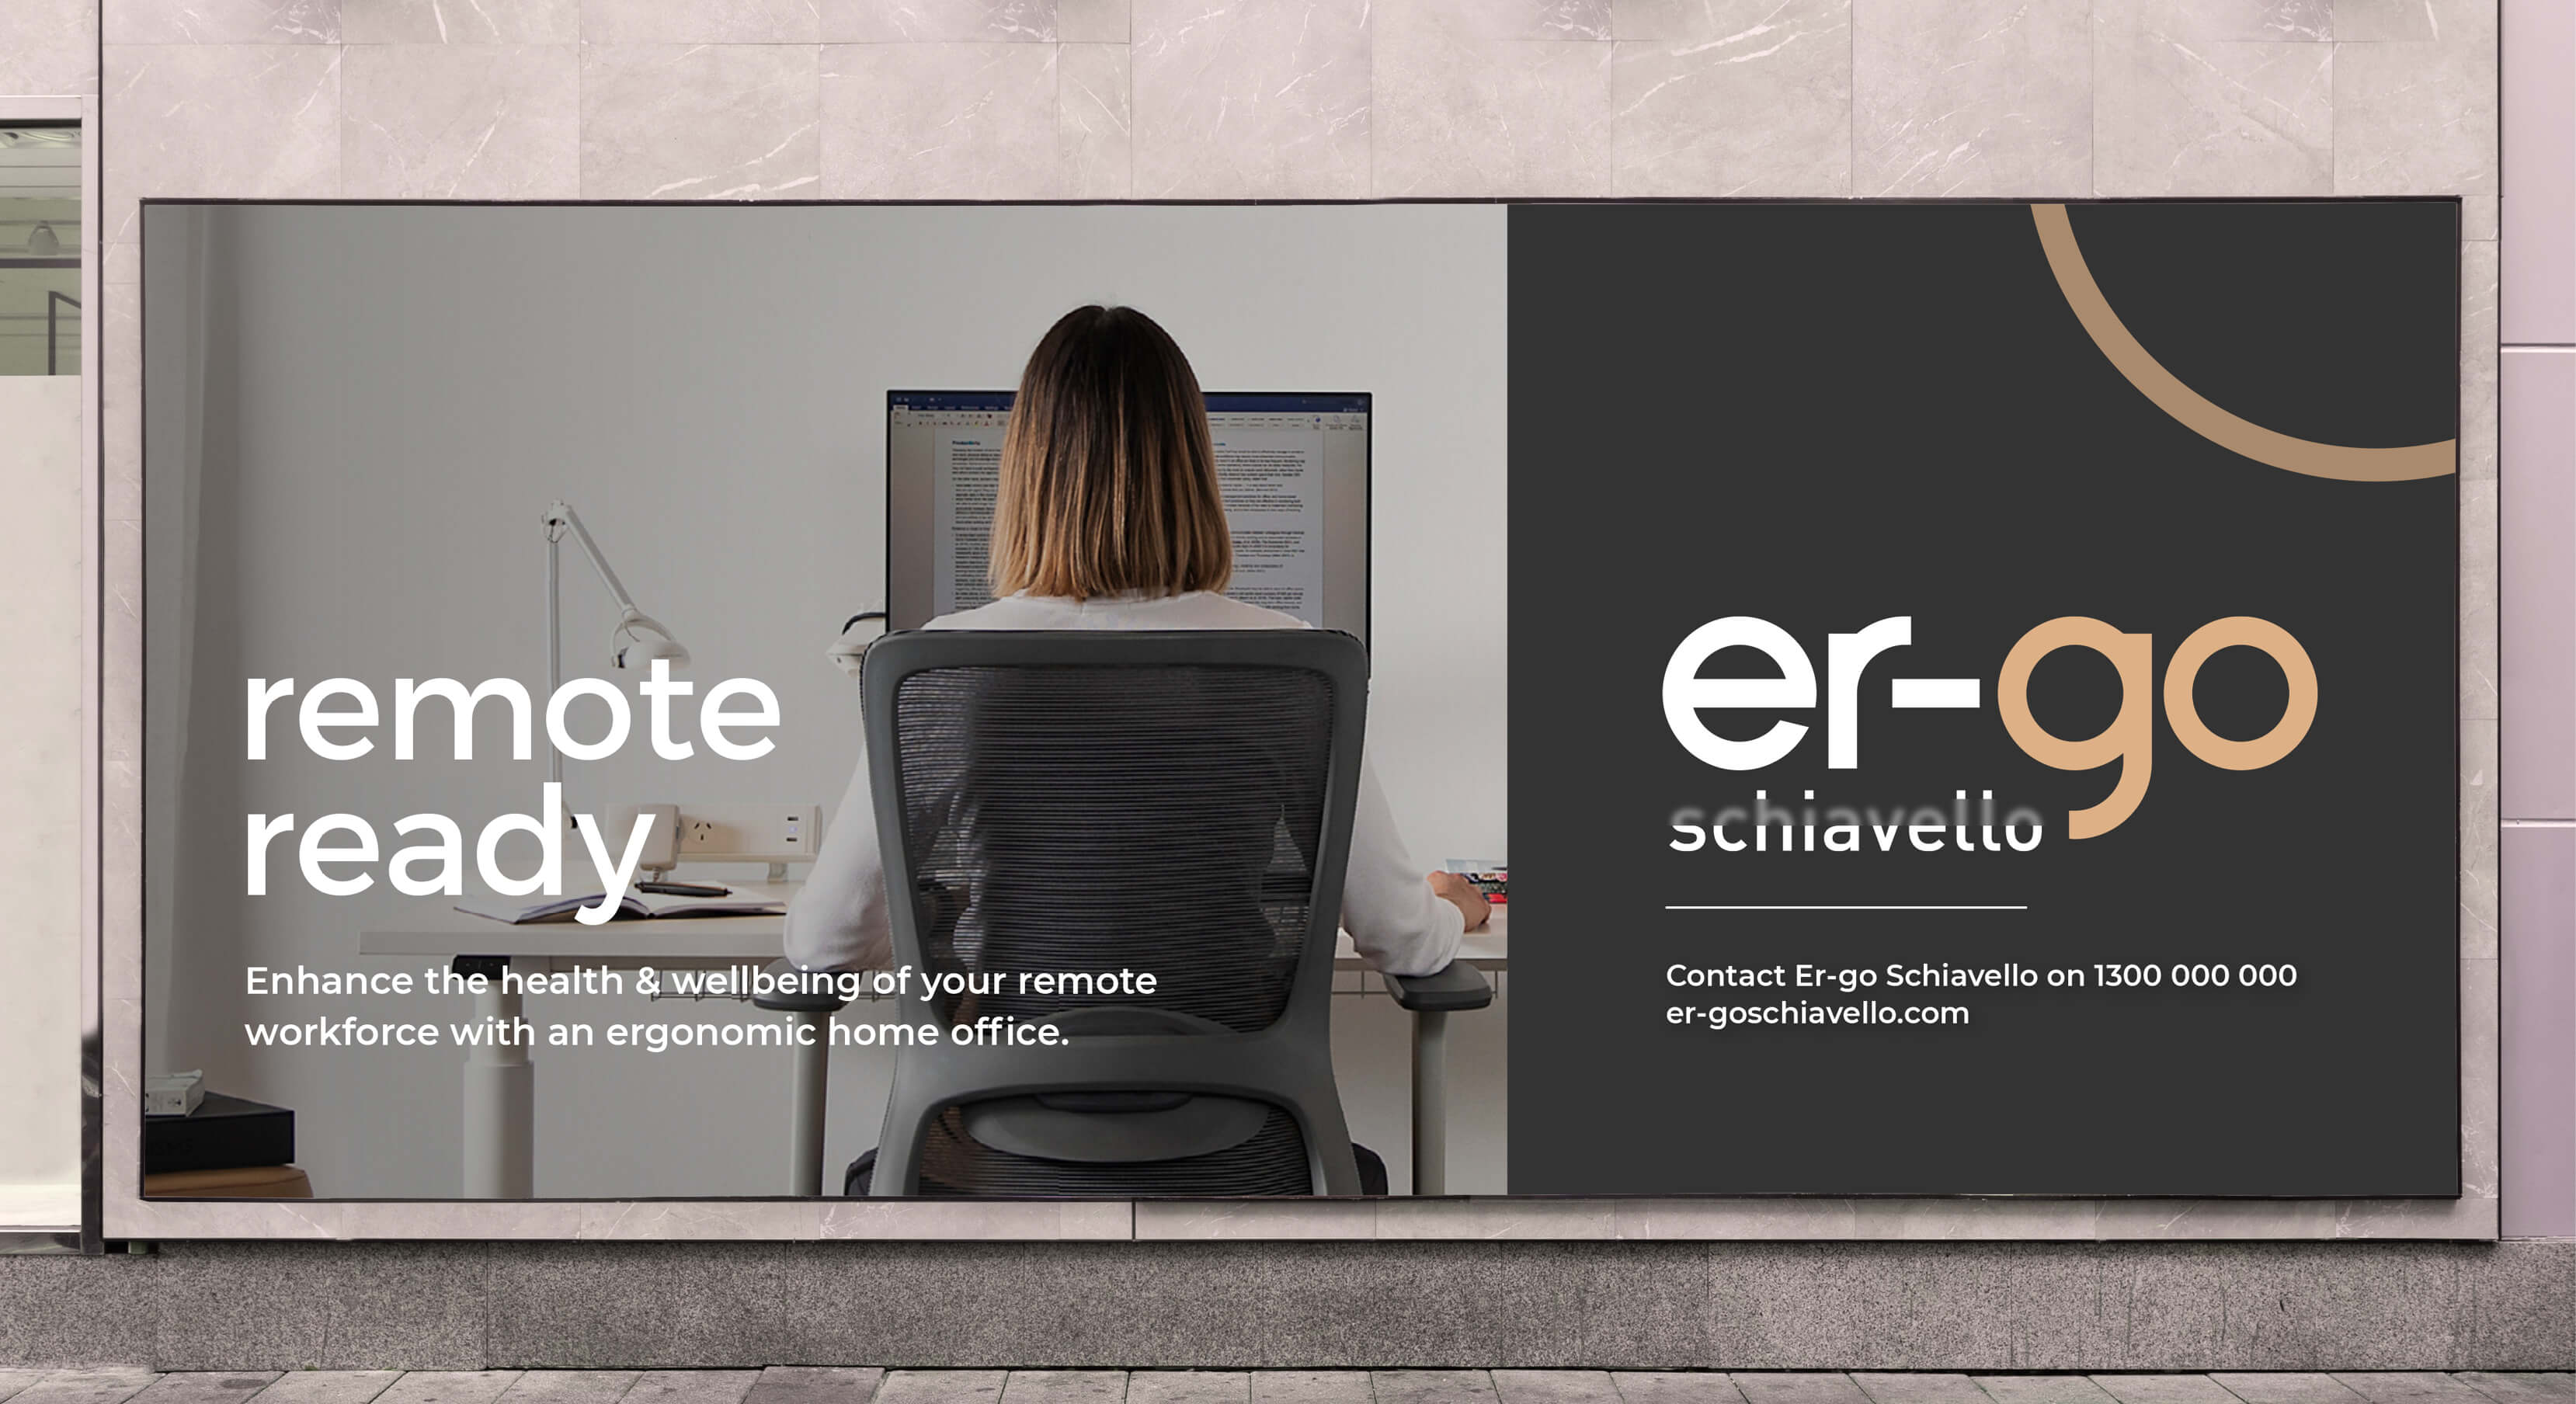 remote
ready
Enhance the health & wellbeing of your remote
workforce with an ergonomic home office.
er-go
schiavello
Contact Er-go Schiavello on 1300 000 000
er-goschiavello.com